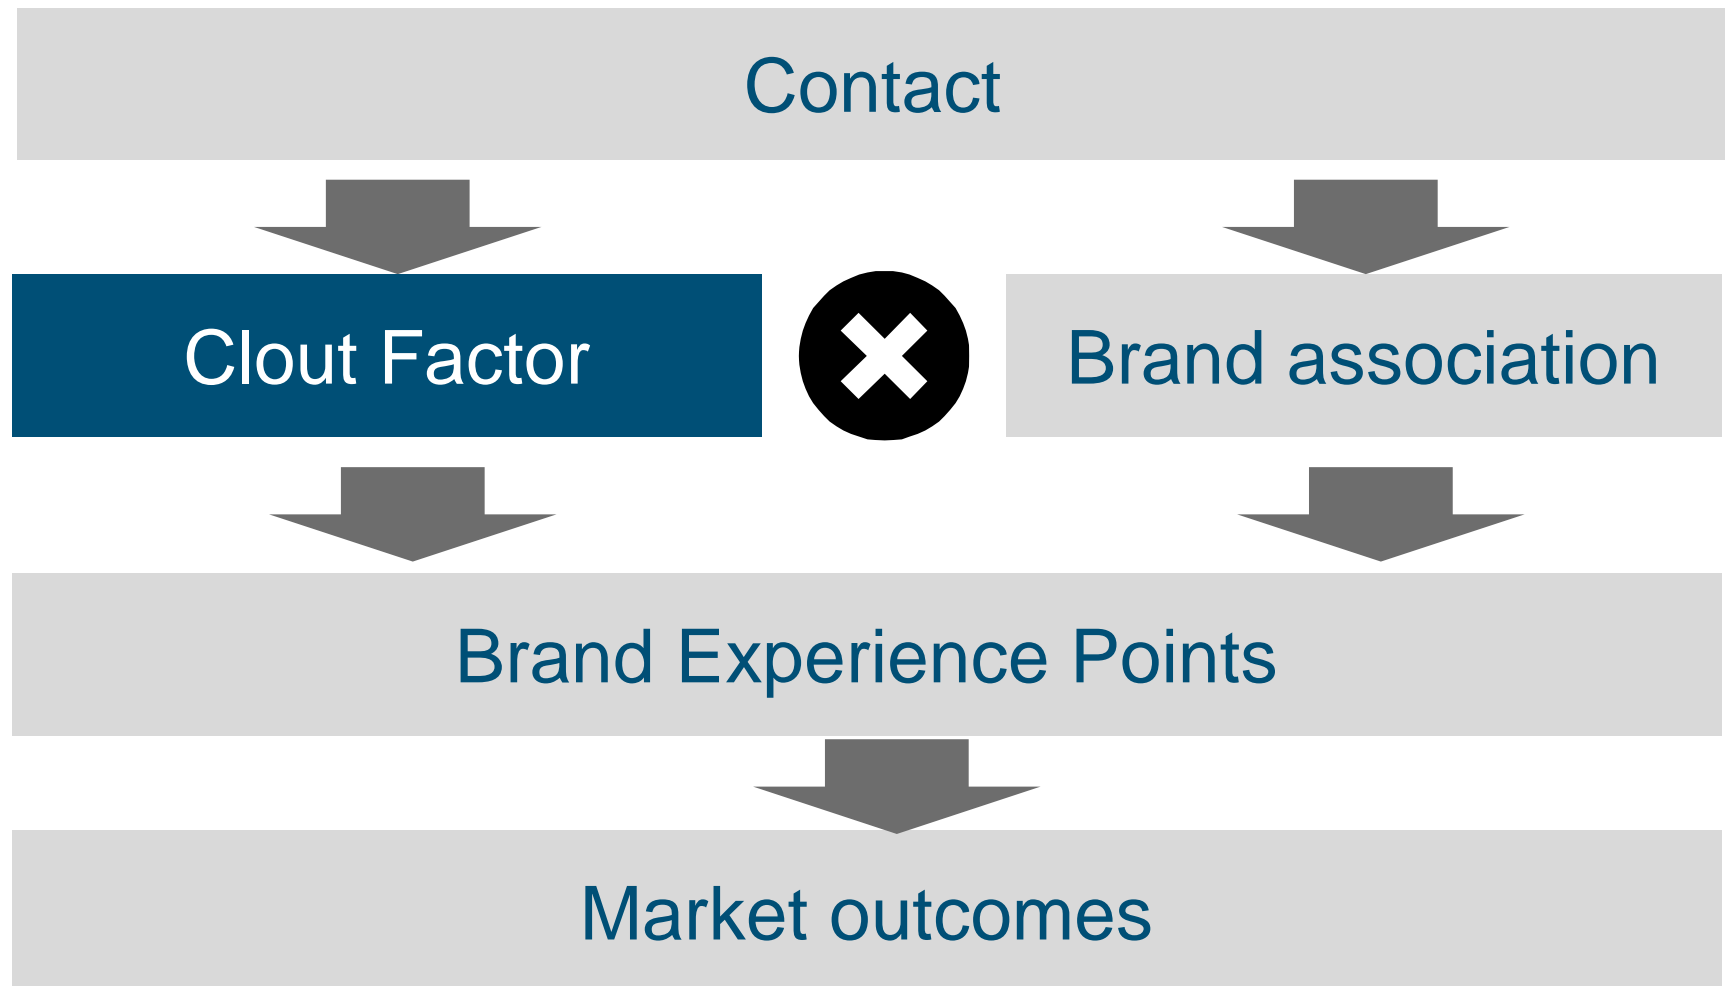 Contact
Clout Factor
Brand association
Brand Experience Points
Market outcomes